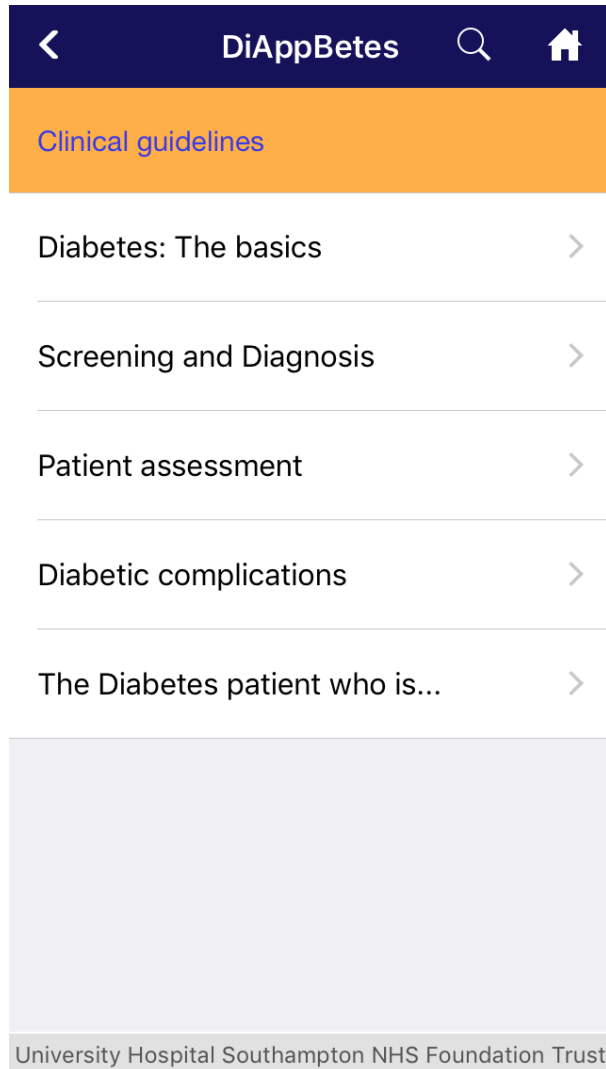 DiAppBetes
Clinical guidelines
Diabetes: The basics
Screening and Diagnosis
Patient assessment
Diabetic complications
The Diabetes patient who is...
University Hospital Southampton NHS Foundation Trust